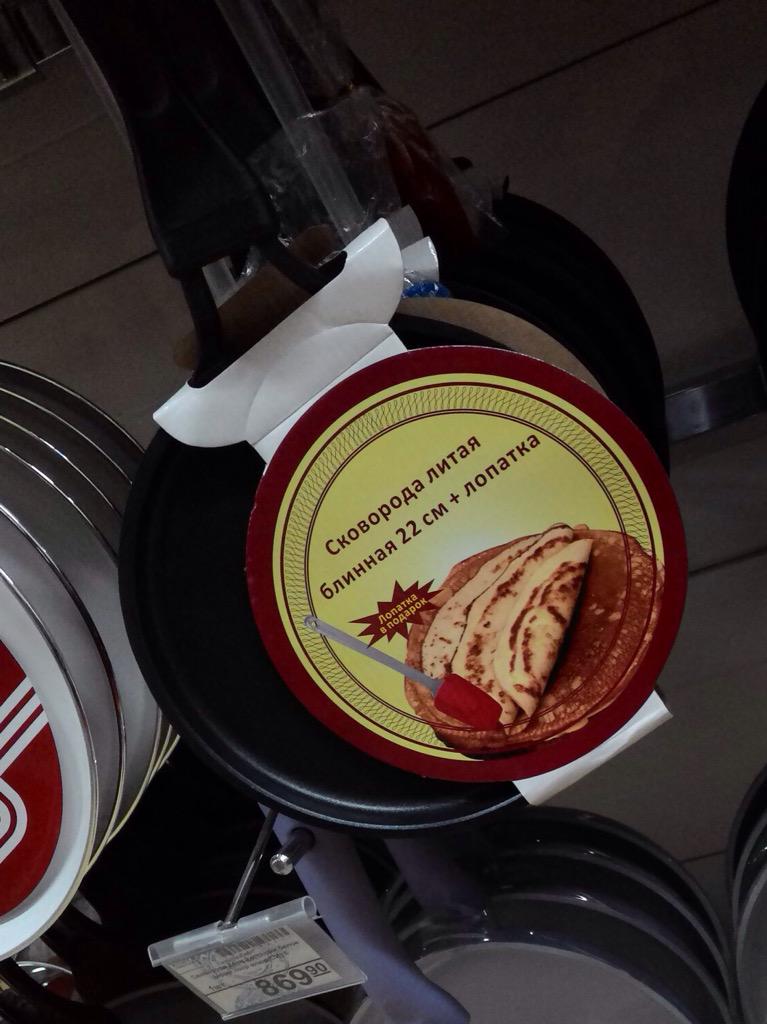 Сковорода литая
блинная 22 см + лопатка
Лопатка
в подарок
869 90